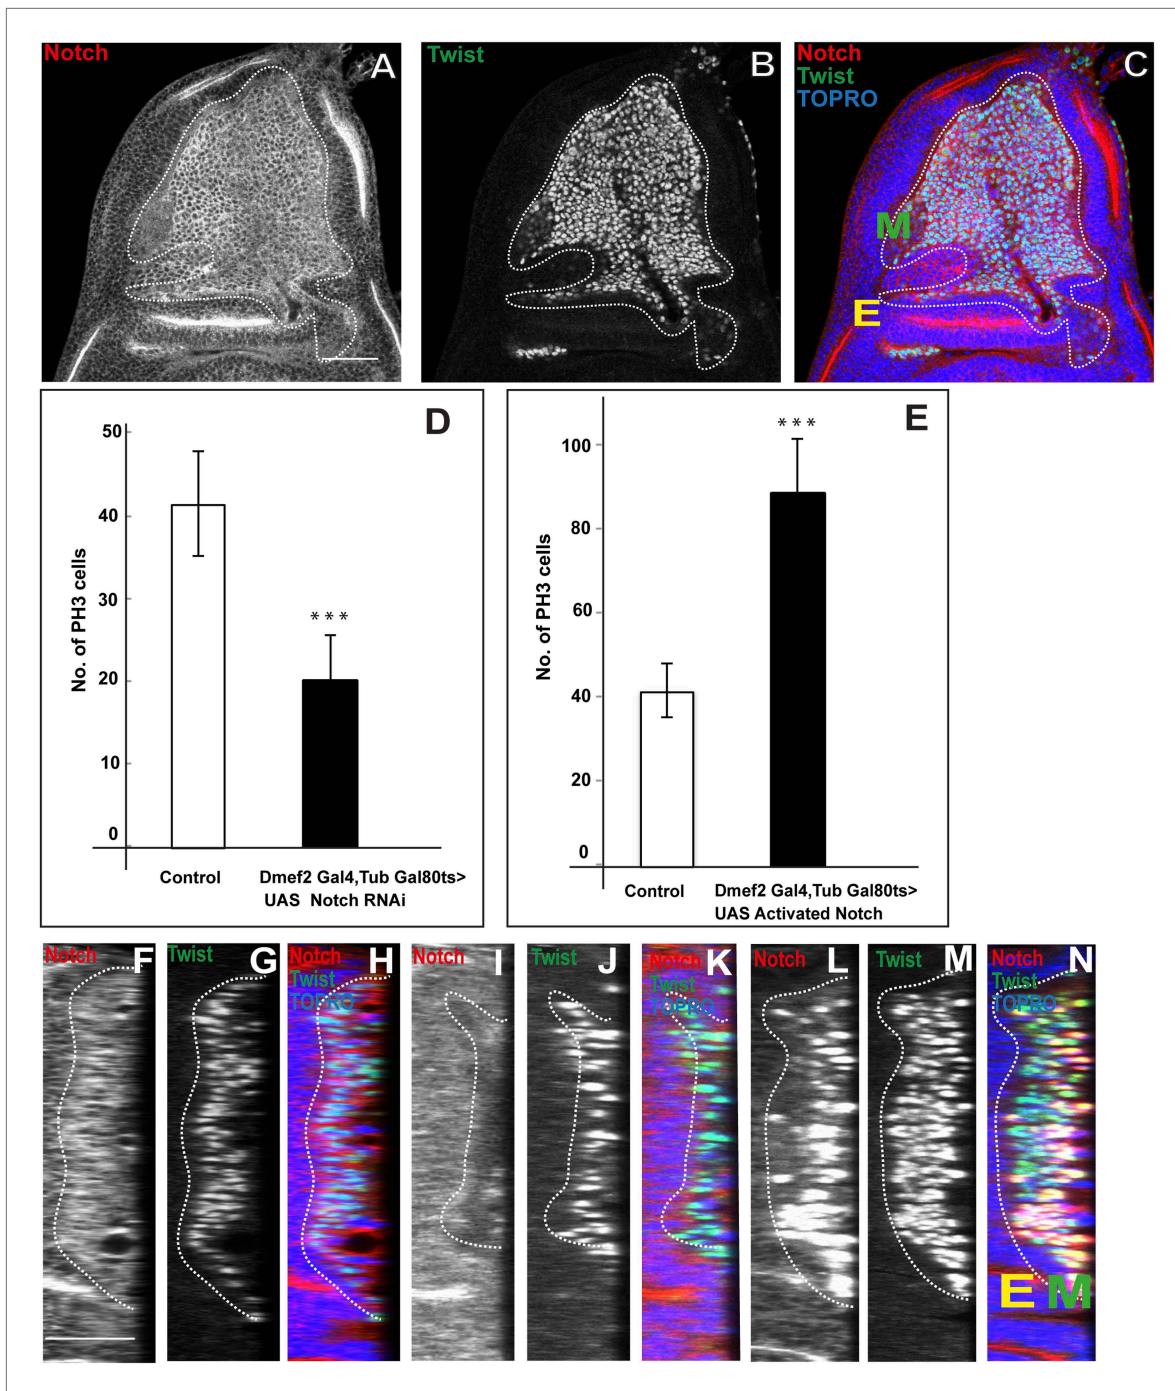 Notch
A
Twist
B
Notch
Twist
TOPRO
C
M
E
D
50
40
30
20
10
0
No. of PH3 cells
***
Control
Dmef2 Gal4,Tub Gal80ts>
UAS Notch RNAi
E
100
80
60
40
20
0
No. of PH3 cells
***
Control
Dmef2 Gal4,Tub Gal80ts>
UAS Activated Notch
Notch
F
Twist
G
Notch
Twist
TOPRO
H
Notch
I
Twist
J
Notch
Twist
TOPRO
K
Notch
L
Twist
M
Notch
Twist
TOPRO
N
E M